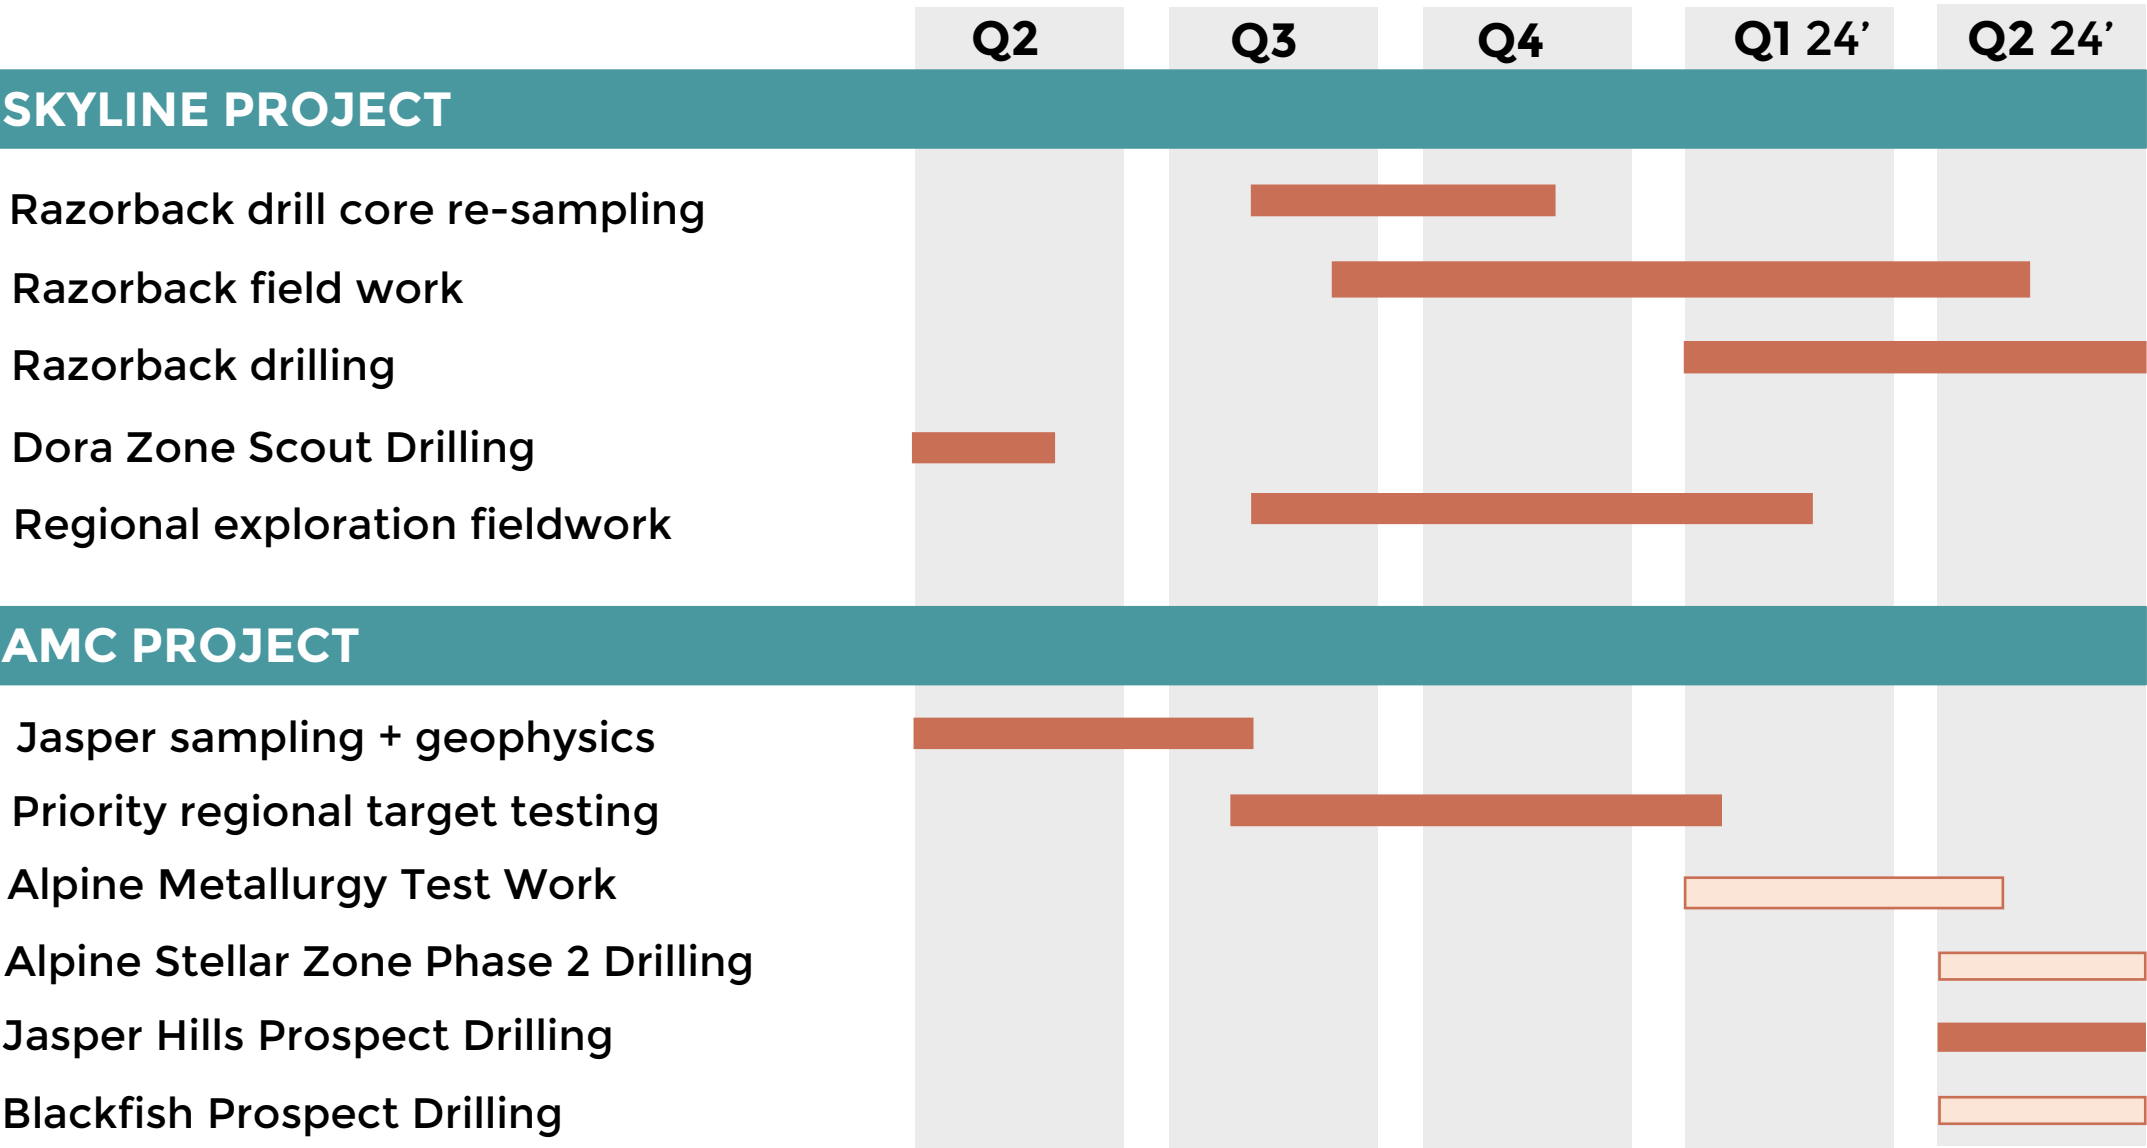 Q2 Q3 Q4 Q1 24’ Q2 24’
SKYLINE PROJECT
Razorback drill core re-sampling
Razorback field work
Razorback drilling
Dora Zone Scout Drilling
Regional exploration fieldwork
AMC PROJECT
Jasper sampling + geophysics
Priority regional target testing
Alpine Metallurgy Test Work
Alpine Stellar Zone Phase 2 Drilling
Jasper Hills Prospect Drilling
Blackfish Prospect Drilling